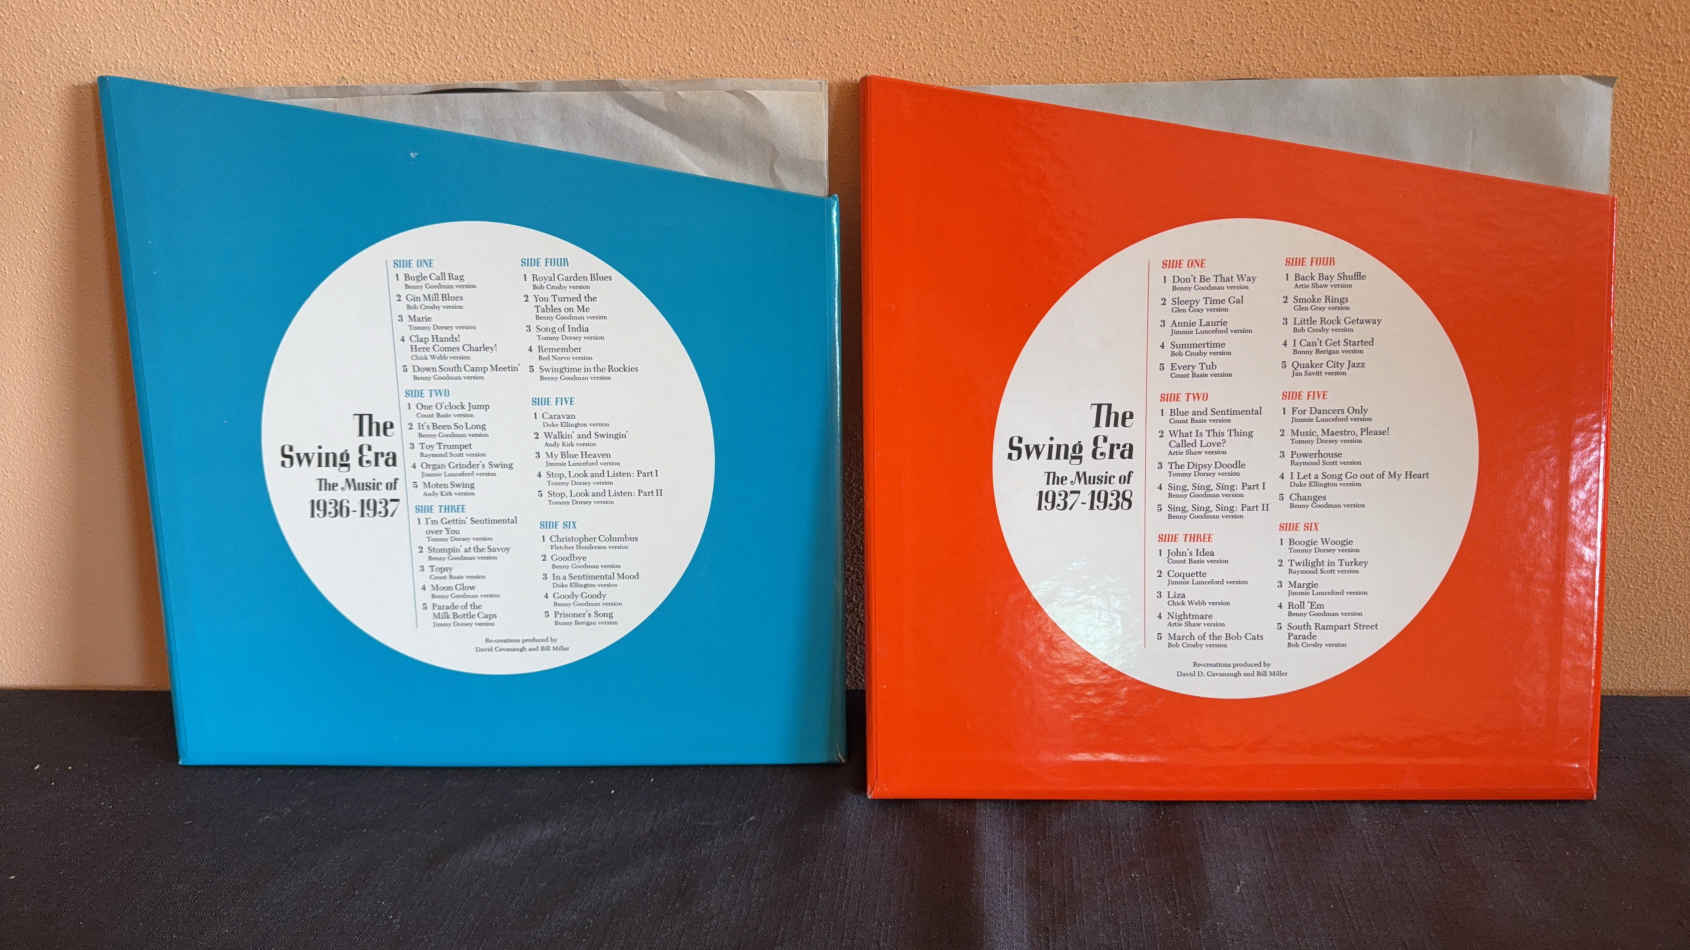 The
Swing Era
The Music of
1936-1937
SIDE ONE
1 Bugle Call Rag
Benny Goodman version
2 Gin Mill Blues
Bob Crosby version
3 Marie
Tommy Dorsey version
4 Clap Hands!
Here Comes Charley!
Chick Webb version
5 Down South Camp Meetin'
Benny Goodman version
SIDE TWO
1 One O'clock Jump
Count Basie version
2 It's Been So Long
Benny Goodman version
3 Toy Trumpet
Raymond Scott version
4 Organ Grinder's Swing
Jimmie Lunceford version
5 Moten Swing
Andy Kirk version
SIDE THREE
1 I'm Gettin' Sentimental
over You
Tommy Dorsey version
2 Stompin' at the Savoy
Benny Goodman version
3 Topsy
Count Basie version
4 Moon Glow
Benny Goodman version
5 Parade of the
Milk Bottle Caps
Jimmy Dorsey version
SIDE FOUR
1 Royal Garden Blues
Bob Crosby version
2 You Turned the
Tables on Me
Benny Goodman version
3 Song of India
Tommy Dorsey version
4 Remember
Red Norvo version
5 Swingtime in the Rockies
Benny Goodman version
SIDE FIVE
1 Caravan
Duke Ellington version
2 Walkin' and Swingin'
Andy Kirk version
3 My Blue Heaven
Jimmie Lunceford version
4 Stop, Look and Listen: Part I
Tommy Dorsey version
5 Stop, Look and Listen: Part II
Tommy Dorsey version
SIDE SIX
1 Christopher Columbus
Fletcher Henderson version
2 Goodbye
Benny Goodman version
3 In a Sentimental Mood
Duke Ellington version
4 Goody Goody
Benny Goodman version
5 Prisoner's Song
Bunny Berigan version
Re-creations produced by
David Cavanaugh and Bill Miller
The
Swing Era
The Music of
1937-1938
SIDE ONE
1 Don't Be That Way
Benny Goodman version
2 Sleepy Time Gal
Glen Gray version
3 Annie Laurie
Jimmie Lunceford version
4 Summertime
Bob Crosby version
5 Every Tub
Count Basie version
SIDE TWO
1 Blue and Sentimental
Count Basie version
2 What Is This Thing
Called Love?
Artie Shaw version
3 The Dipsy Doodle
Tommy Dorsey version
4 Sing, Sing, Sing: Part I
Benny Goodman version
5 Sing, Sing, Sing: Part II
Benny Goodman version
SIDE THREE
1 John's Idea
Count Basie version
2 Coquette
Jimmie Lunceford version
3 Liza
Chick Webb version
4 Nightmare
Artie Shaw version
5 March of the Bob Cats
Bob Crosby version
SIDE FOUR
1 Back Bay Shuffle
Artie Shaw version
2 Smoke Rings
Glen Gray version
3 Little Rock Getaway
Bob Crosby version
4 I Can't Get Started
Bunny Berigan version
5 Quaker City Jazz
Jan Savitt version
SIDE FIVE
1 For Dancers Only
Jimmie Lunceford version
2 Music, Maestro, Please!
Tommy Dorsey version
3 Powerhouse
Raymond Scott version
4 I Let a Song Go out of My Heart
Duke Ellington version
5 Changes
Benny Goodman version
SIDE SIX
1 Boogie Woogie
Tommy Dorsey version
2 Twilight in Turkey
Raymond Scott version
3 Margie
Jimmie Lunceford version
4 Roll 'Em
Benny Goodman version
5 South Rampart Street
Parade
Bob Crosby version
Re-creations produced by
David D. Cavanaugh and Bill Miller